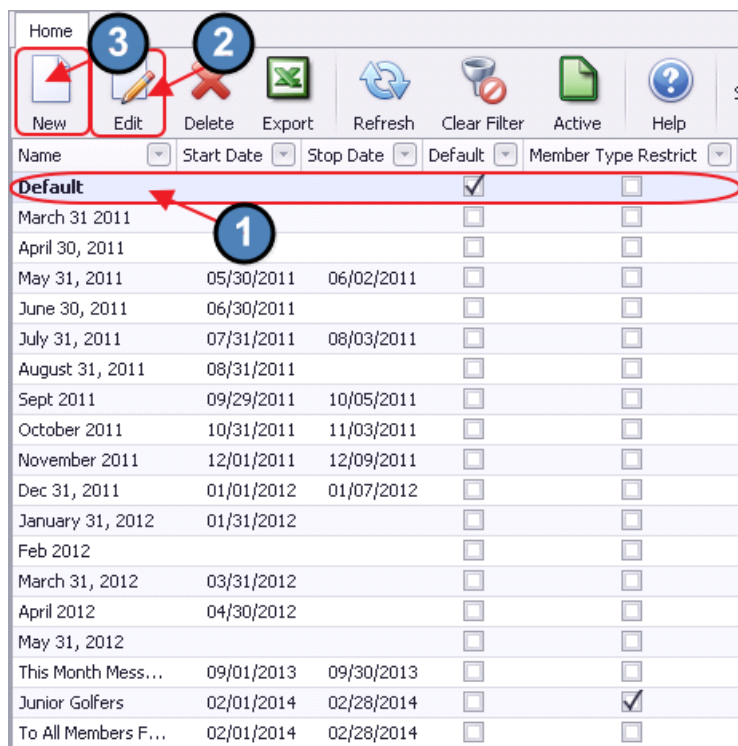 Home
3 2
New Edit Delete Export Refresh Clear Filter Active Help
Name Start Date Stop Date Default Member Type Restrict
Default
1
March 31 2011
April 30, 2011
May 31, 2011 05/30/2011 06/02/2011
June 30, 2011 06/30/2011
July 31, 2011 07/31/2011 08/03/2011
August 31, 2011 08/31/2011
Sept 2011 09/29/2011 10/05/2011
October 2011 10/31/2011 11/03/2011
November 2011 12/01/2011 12/09/2011
Dec 31, 2011 01/01/2012 01/07/2012
January 31, 2012 01/31/2012
Feb 2012
March 31, 2012 03/31/2012
April 2012 04/30/2012
May 31, 2012
This Month Mess... 09/01/2013 09/30/2013
Junior Golfers 02/01/2014 02/28/2014
To All Members F... 02/01/2014 02/28/2014